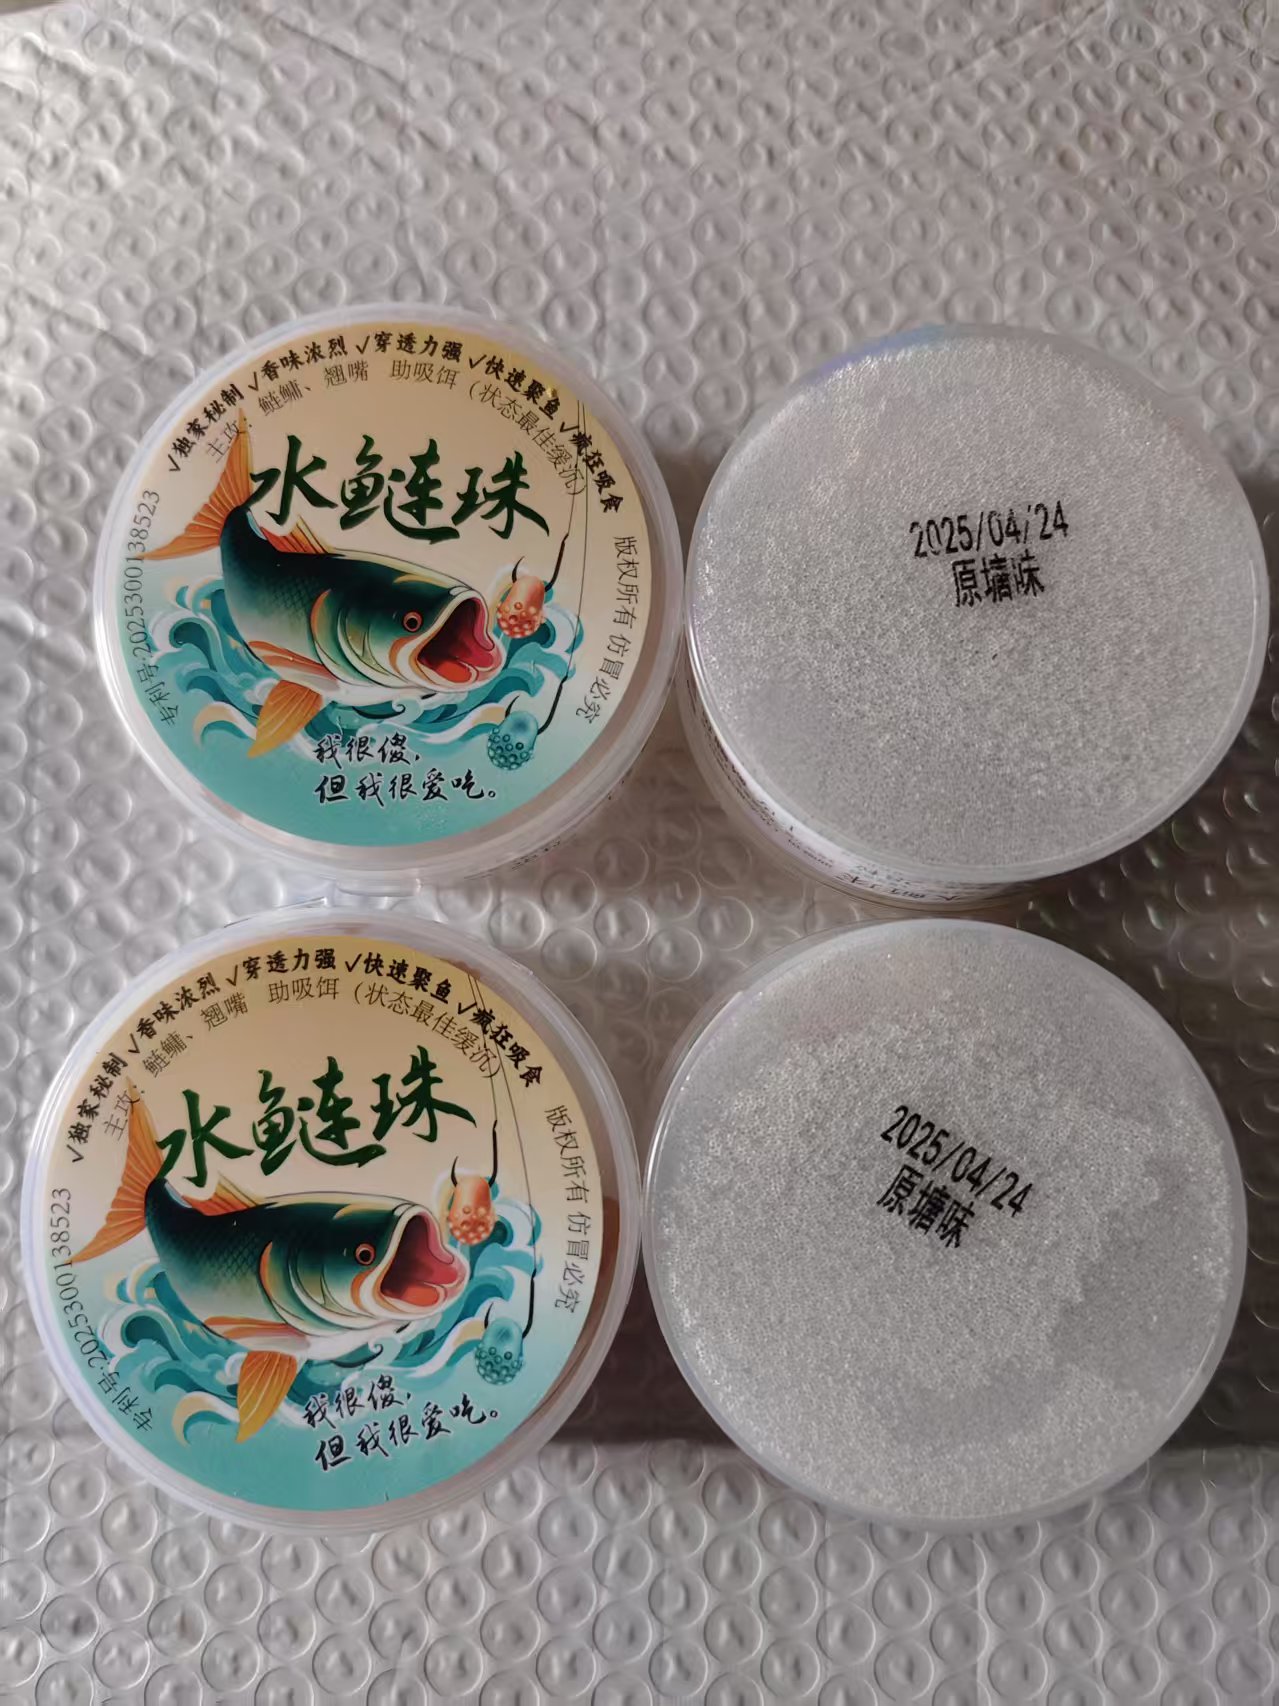 ✓独家秘制 ✓香味浓烈 ✓穿透力强 ✓快速聚鱼 ✓疯狂吸食
主攻：鲢鳙、翘嘴 助吸饵（状态最佳缓沉）
水鲢珠
专利号:2025300138523
版权所有 仿冒必究
我很傻，
但我很爱吃。
2025/04/24
原塘味
✓独家秘制 ✓香味浓烈 ✓穿透力强 ✓快速聚鱼 ✓疯狂吸食
主攻：鲢鳙、翘嘴 助吸饵（状态最佳缓沉）
水鲢珠
专利号:2025300138523
版权所有 仿冒必究
我很傻，
但我很爱吃。
2025/04/24
原塘味